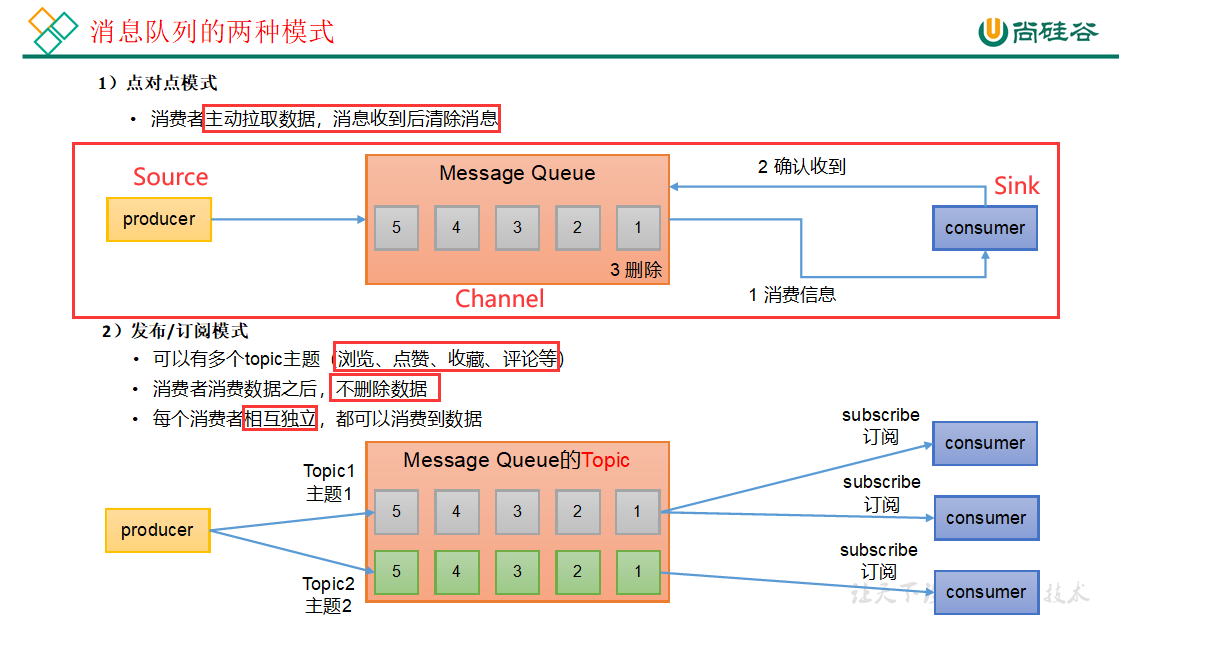 消息队列的两种模式
尚硅谷
1）点对点模式
• 消费者主动拉取数据，消息收到后清除消息
Source
producer
Message Queue
5 4 3 2 1
3 删除
Channel
2 确认收到
Sink
consumer
1 消费信息
2）发布/订阅模式
• 可以有多个topic主题（浏览、点赞、收藏、评论等）
• 消费者消费数据之后，不删除数据
• 每个消费者相互独立，都可以消费到数据
producer
Topic1
主题1
Topic2
主题2
Message Queue的Topic
5 4 3 2 1
5 4 3 2 1
subscribe
订阅
consumer
subscribe
订阅
consumer
subscribe
订阅
consumer
让天下 技术